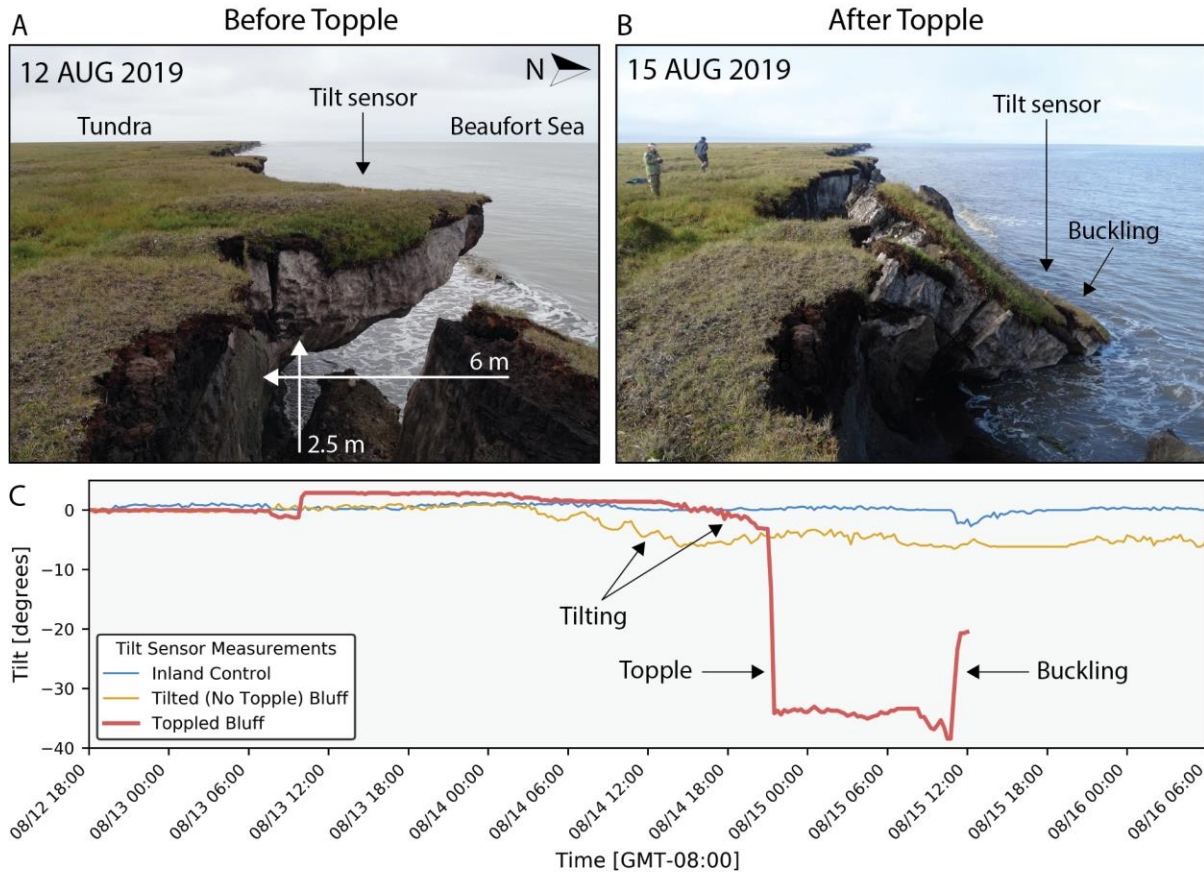 A
Before Topple
12 AUG 2019
N
Tilt sensor
Tundra
Beaufort Sea
6 m
2.5 m
B
After Topple
15 AUG 2019
Tilt sensor
Buckling
C
Tilt [degrees]
0
−10
−20
−30
−40
Tilting
Topple
Buckling
Tilt Sensor Measurements
Inland Control
Tilted (No Topple) Bluff
Toppled Bluff
08/12 18:00
08/13 00:00
08/13 06:00
08/13 12:00
08/13 18:00
08/14 00:00
08/14 06:00
08/14 12:00
08/14 18:00
08/15 00:00
08/15 06:00
08/15 12:00
08/15 18:00
08/16 00:00
08/16 06:00
Time [GMT-08:00]